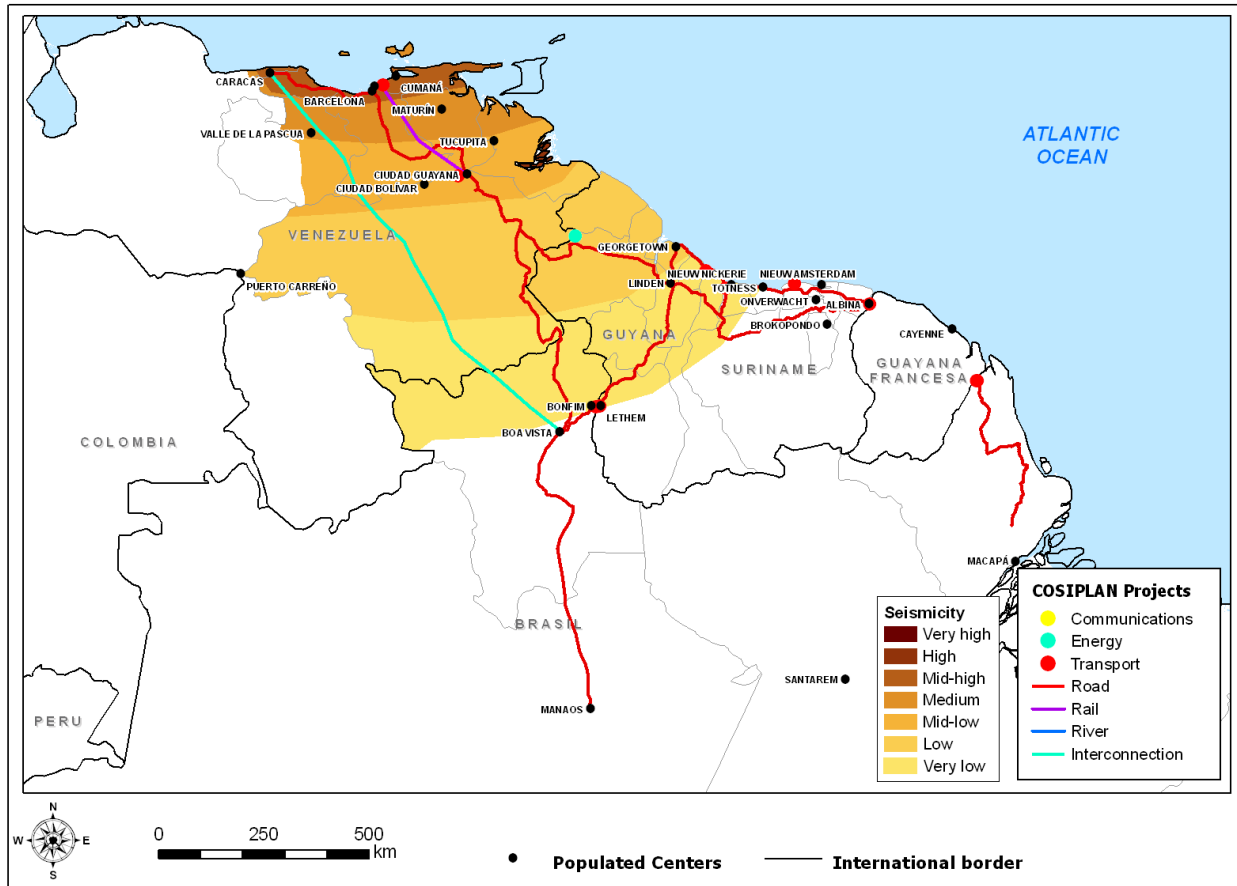 CARACAS
CUMANÁ
BARCELONA
MATURÍN
VALLE DE LA PASCUA
TUCUPITA
CIUDAD GUAYANA
CIUDAD BOLÍVAR
ATLANTIC
OCEAN
VENEZUELA
GEORGETOWN
PUERTO CARREÑO
LINDEN
NIEUW NICKERIE
NIEUW AMSTERDAM
TOTNESS
ONVERWACHT
ALBINA
BROKOPONDO
GUYANA
CAYENNE
SURINAME
GUAYANA
FRANCESA
BONFIM
LETHEM
BOA VISTA
COLOMBIA
MACAPÁ
BRASIL
SANTAREM
MANAOS
PERU
Seismicity
Very high
High
Mid-high
Medium
Mid-low
Low
Very low
COSIPLAN Projects
Communications
Energy
Transport
Road
Rail
River
Interconnection
N
W
E
S
0
250
500
km
Populated Centers
International border